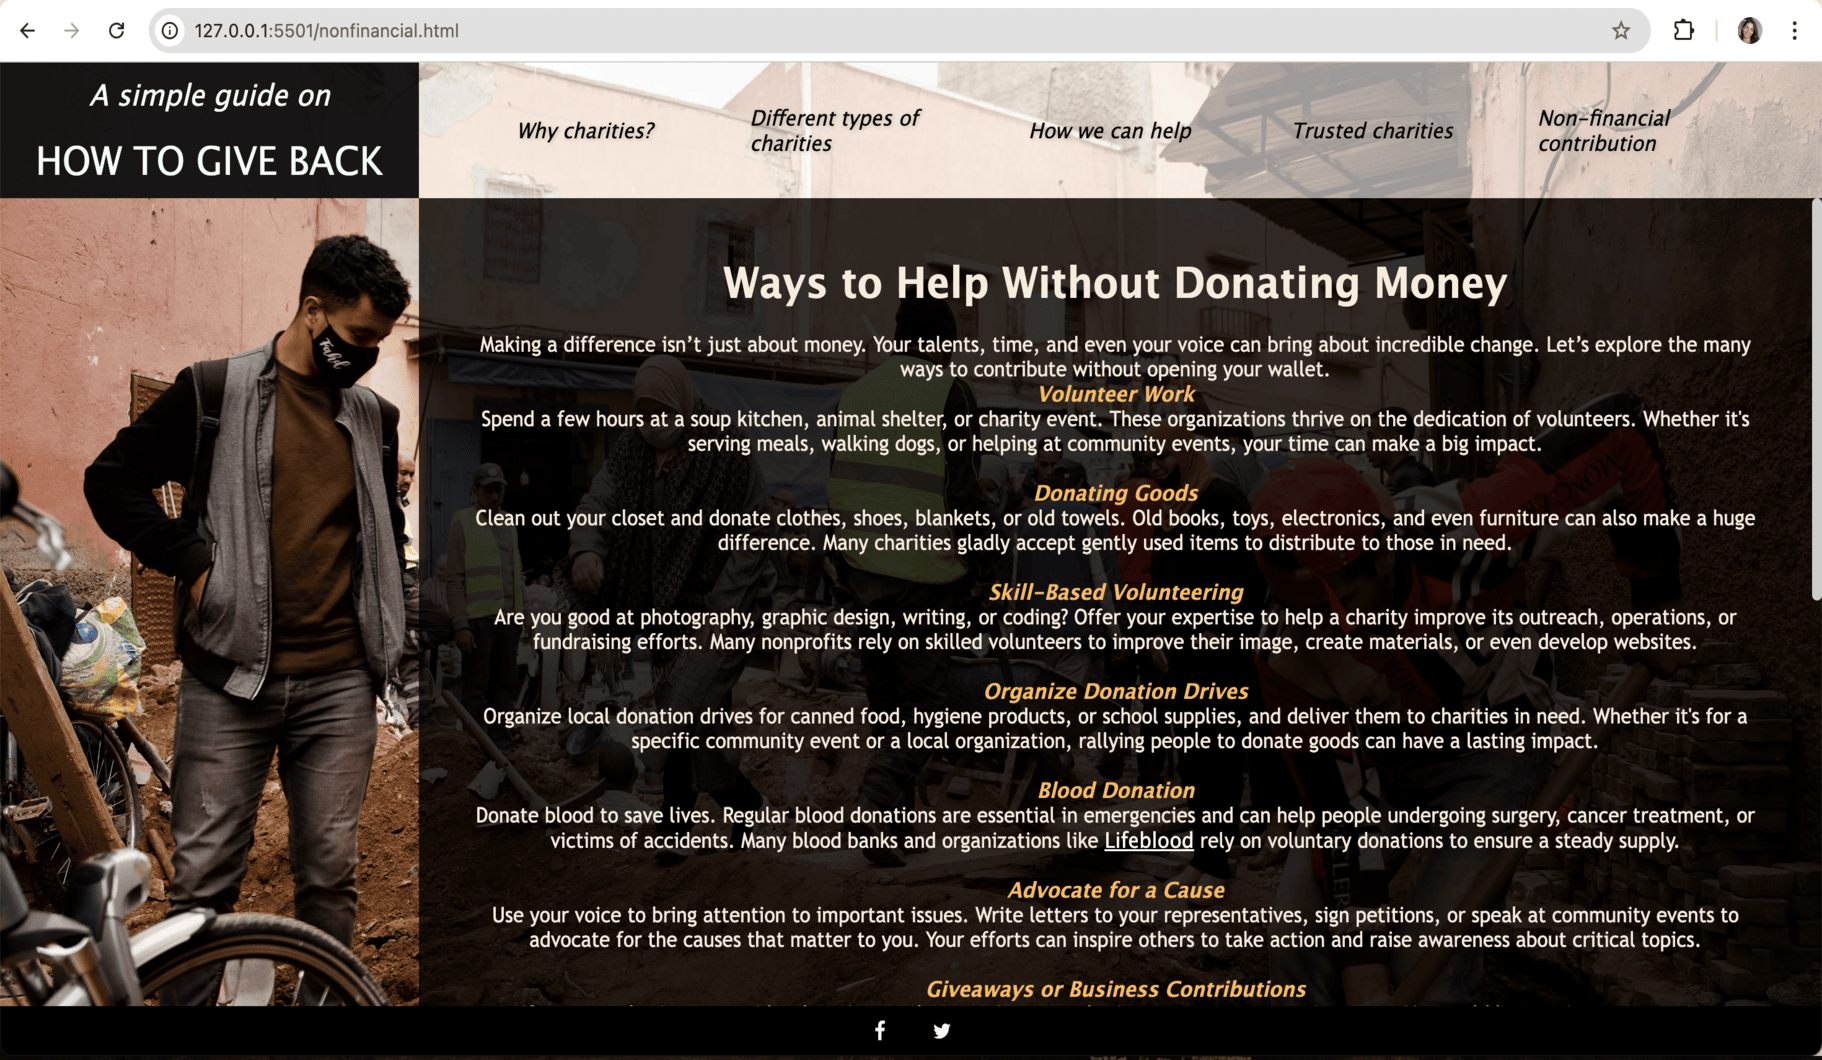 127.0.0.1:5501/nonfinancial.html
A simple guide on
HOW TO GIVE BACK
Why charities?
Different types of
charities
How we can help
Trusted charities
Non-financial
contribution
Ways to Help Without Donating Money
Making a difference isn’t just about money. Your talents, time, and even your voice can bring about incredible change. Let’s explore the many
ways to contribute without opening your wallet.
Volunteer Work
Spend a few hours at a soup kitchen, animal shelter, or charity event. These organizations thrive on the dedication of volunteers. Whether it's
serving meals, walking dogs, or helping at community events, your time can make a big impact.
Donating Goods
Clean out your closet and donate clothes, shoes, blankets, or old towels. Old books, toys, electronics, and even furniture can also make a huge
difference. Many charities gladly accept gently used items to distribute to those in need.
Skill-Based Volunteering
Are you good at photography, graphic design, writing, or coding? Offer your expertise to help a charity improve its outreach, operations, or
fundraising efforts. Many nonprofits rely on skilled volunteers to improve their image, create materials, or even develop websites.
Organize Donation Drives
Organize local donation drives for canned food, hygiene products, or school supplies, and deliver them to charities in need. Whether it's for a
specific community event or a local organization, rallying people to donate goods can have a lasting impact.
Blood Donation
Donate blood to save lives. Regular blood donations are essential in emergencies and can help people undergoing surgery, cancer treatment, or
victims of accidents. Many blood banks and organizations like Lifeblood rely on voluntary donations to ensure a steady supply.
Advocate for a Cause
Use your voice to bring attention to important issues. Write letters to your representatives, sign petitions, or speak at community events to
advocate for the causes that matter to you. Your efforts can inspire others to take action and raise awareness about critical topics.
Giveaways or Business Contributions